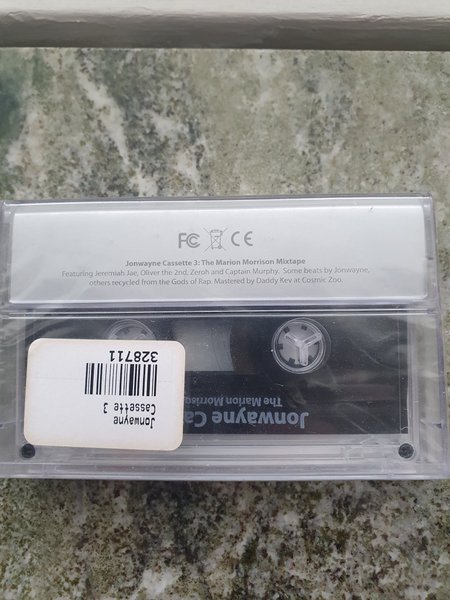 FC CE
Jonwayne Cassette 3: The Marion Morrison Mixtape
Featuring Jeremiah Jae, Oliver the 2nd, Zeroh and Captain Murphy. Some beats by Jonwayne,
others recycled from the Gods of Rap. Mastered by Daddy Kev at Cosmic Zoo.
Jonwayne
Cassette 3
328711
Jonwayne Ca
The Marion Morriso